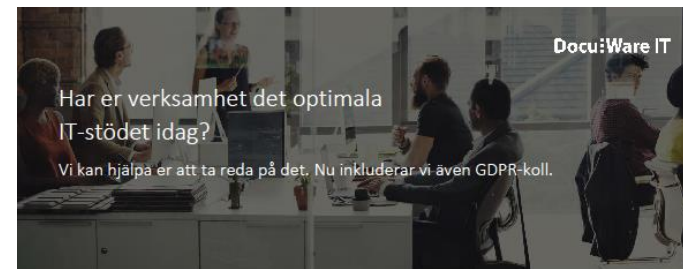 Docu:Ware IT
Har er verksamhet det optimala
IT-stödet idag?
Vi kan hjälpa er att ta reda på det. Nu inkluderar vi även GDPR-koll.